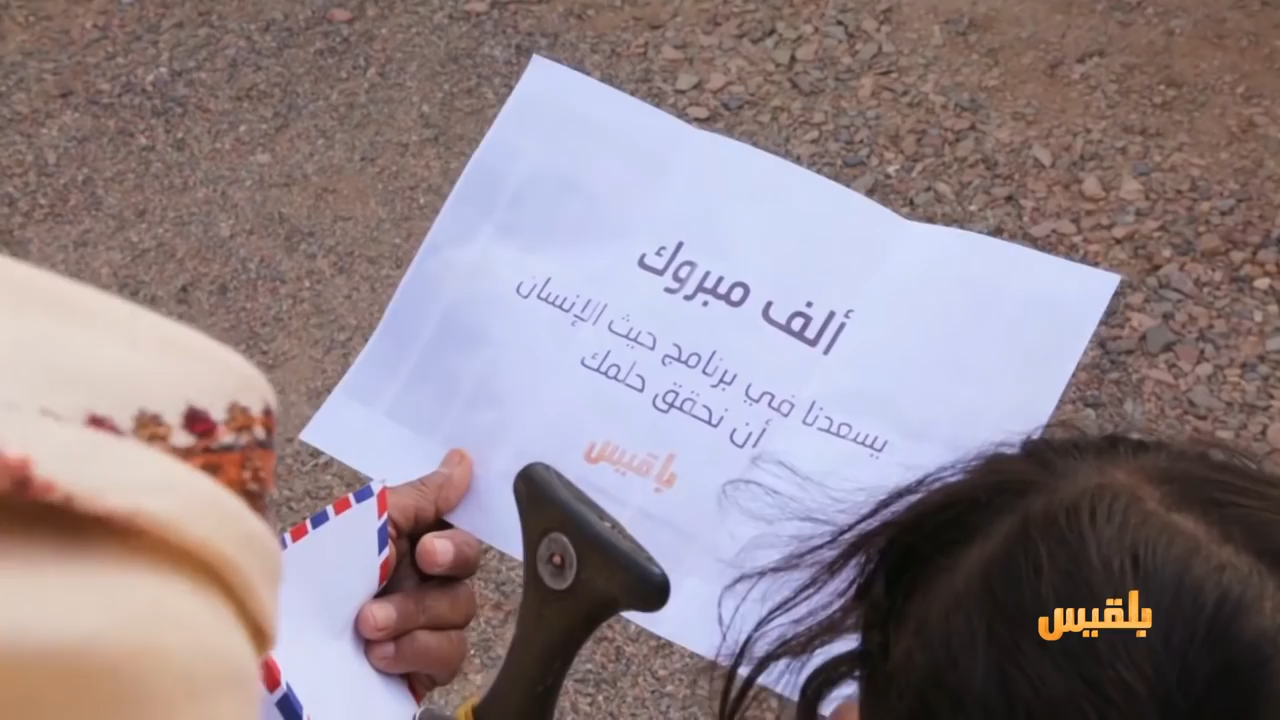 ألف مبروك
يسعدنا في برنامج حيث الإنسان
أن نحقق حلمك
بلقيس
بلقيس